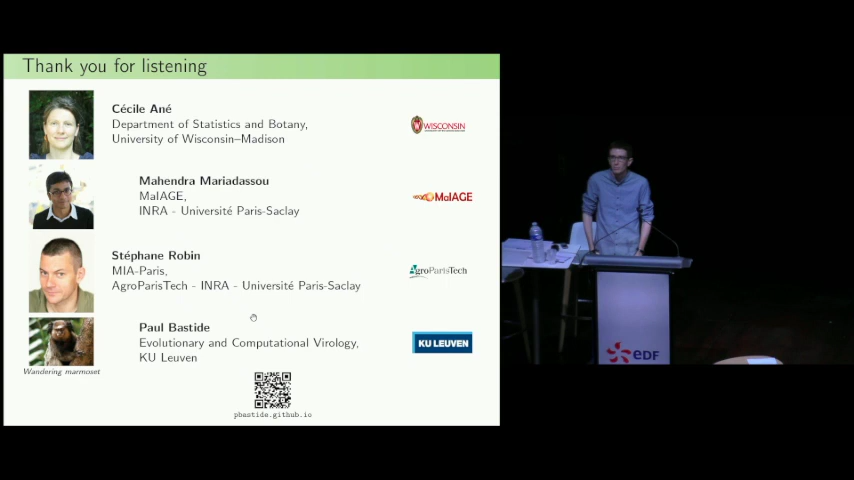 Thank you for listening
Cécile Ané
Department of Statistics and Botany,
University of Wisconsin–Madison
WISCONSIN
Mahendra Mariadassou
MaIAGE,
INRA - Université Paris-Saclay
MaIAGE
Stéphane Robin
MIA-Paris,
AgroParisTech - INRA - Université Paris-Saclay
AgroParisTech
Paul Bastide
Evolutionary and Computational Virology,
KU Leuven
KU LEUVEN
Wandering marmoset
pbastide.github.io
eDF